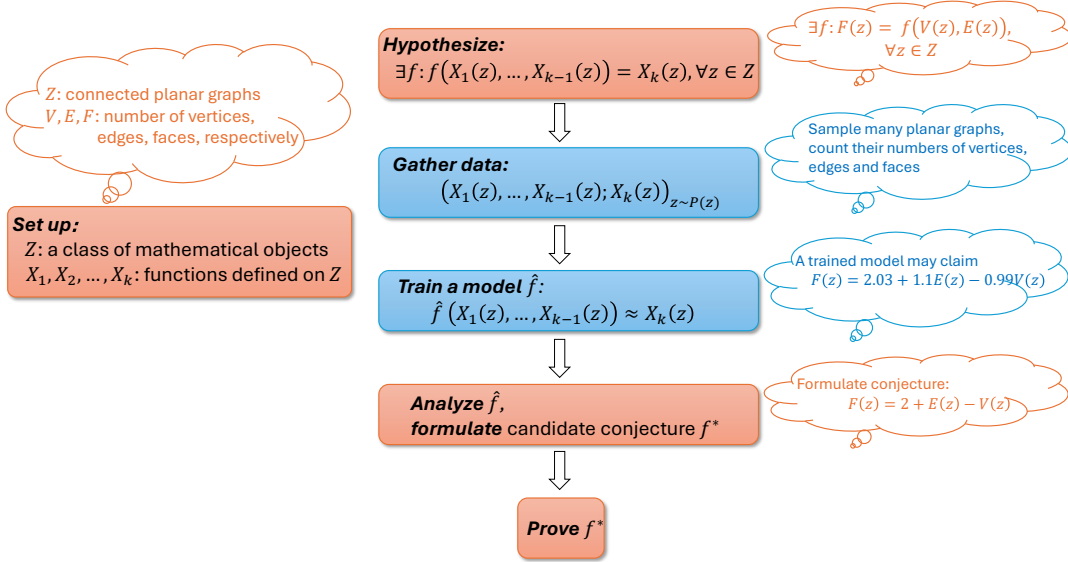 Z: connected planar graphs
V, E, F: number of vertices,
edges, faces, respectively
Set up:
Z: a class of mathematical objects
X₁, X₂, … , Xₖ: functions defined on Z
Hypothesize:
∃f: f(X₁(z), … , Xₖ₋₁(z)) = Xₖ(z), ∀z ∈ Z
∃f: F(z) = f(V(z), E(z)),
∀z ∈ Z
Gather data:
(X₁(z), … , Xₖ₋₁(z); Xₖ(z))_{z~P(z)}
Sample many planar graphs,
count their numbers of vertices,
edges and faces
Train a model f̂:
f̂ (X₁(z), … , Xₖ₋₁(z)) ≈ Xₖ(z)
A trained model may claim
F(z) = 2.03 + 1.1E(z) − 0.99V(z)
Analyze f̂,
formulate candidate conjecture f*
Formulate conjecture:
F(z) = 2 + E(z) − V(z)
Prove f*